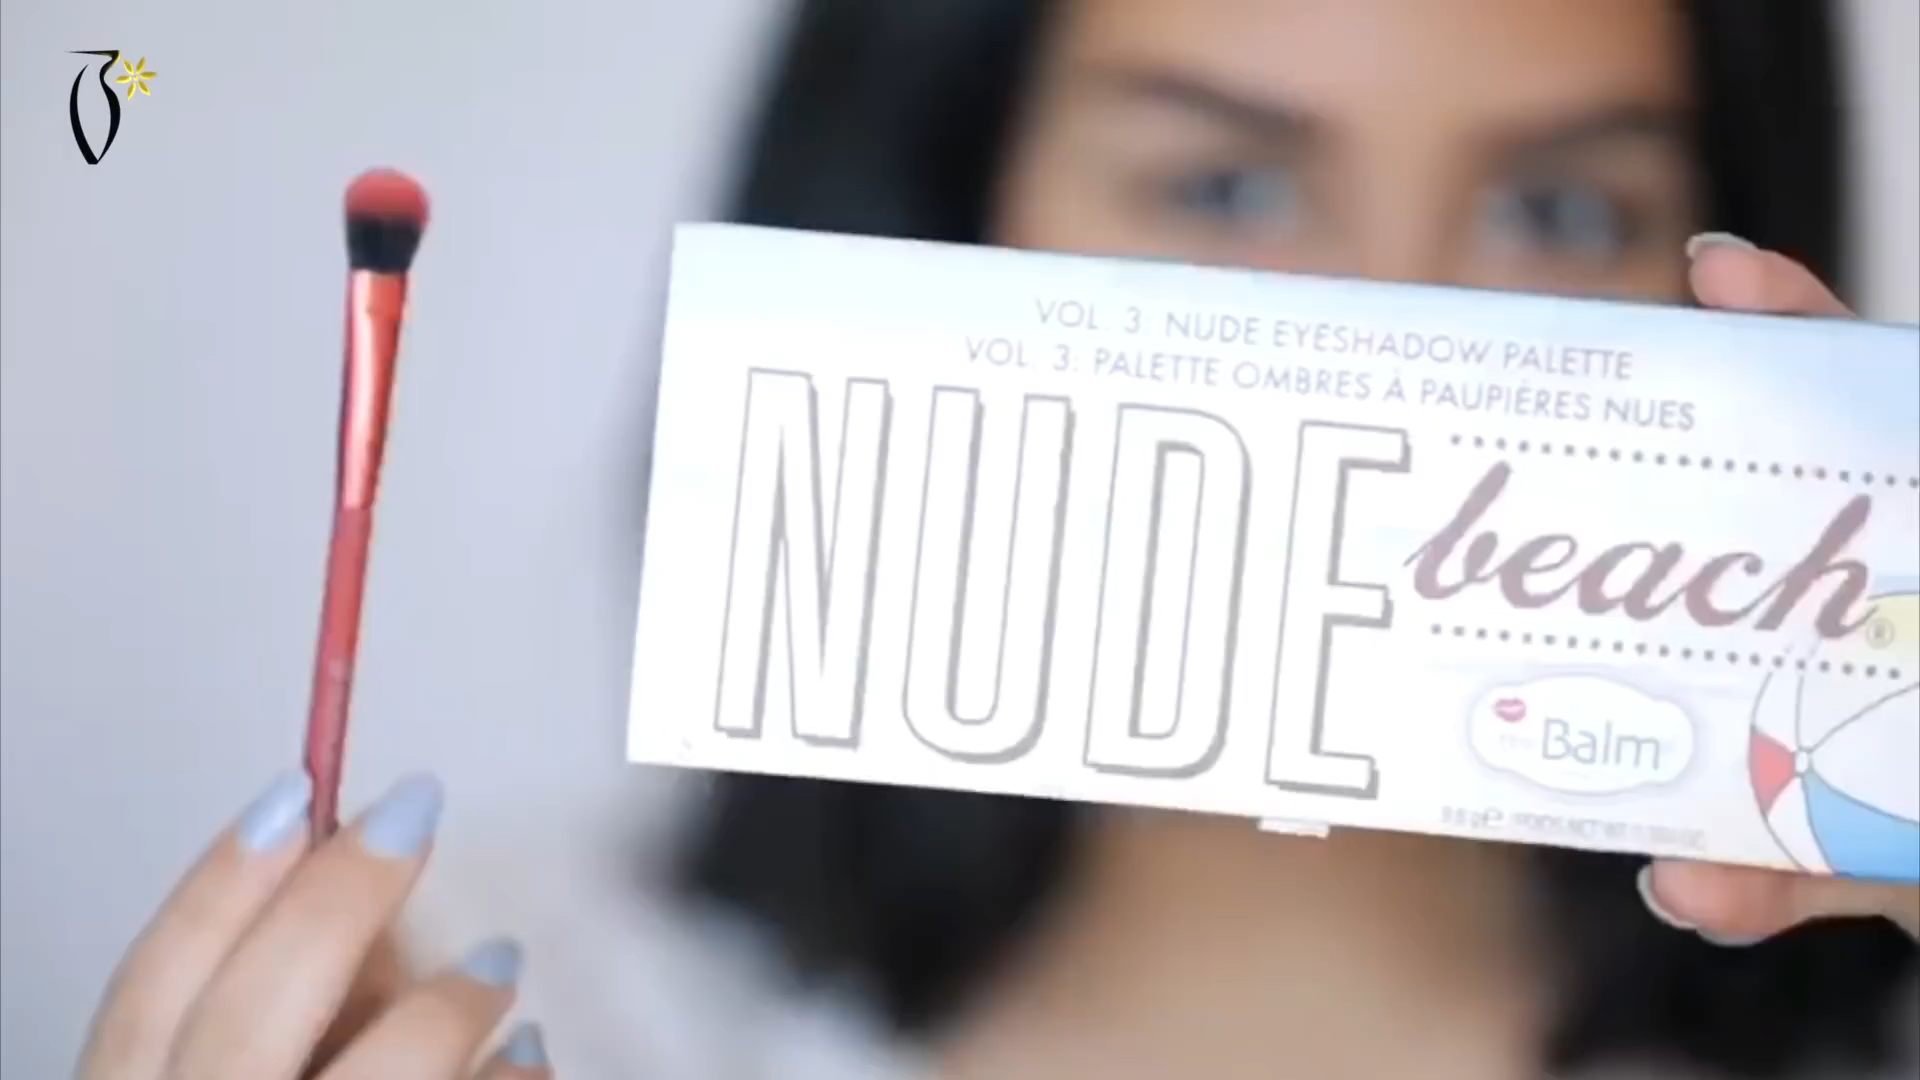 VOL. 3: NUDE EYESHADOW PALETTE
VOL. 3: PALETTE OMBRES À PAUPIÈRES NUES
NUDE
beach®
Balm